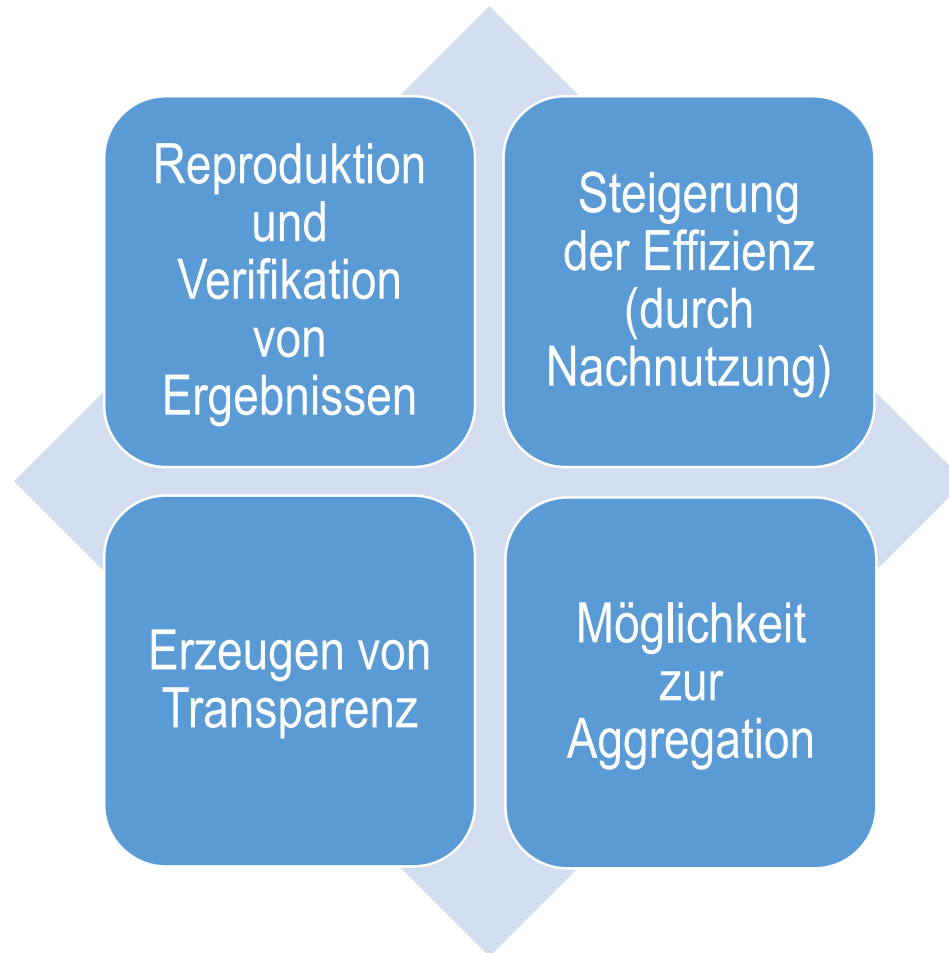 Reproduktion
und
Verifikation
von
Ergebnissen
Steigerung
der Effizienz
(durch
Nachnutzung)
Erzeugen von
Transparenz
Möglichkeit
zur
Aggregation